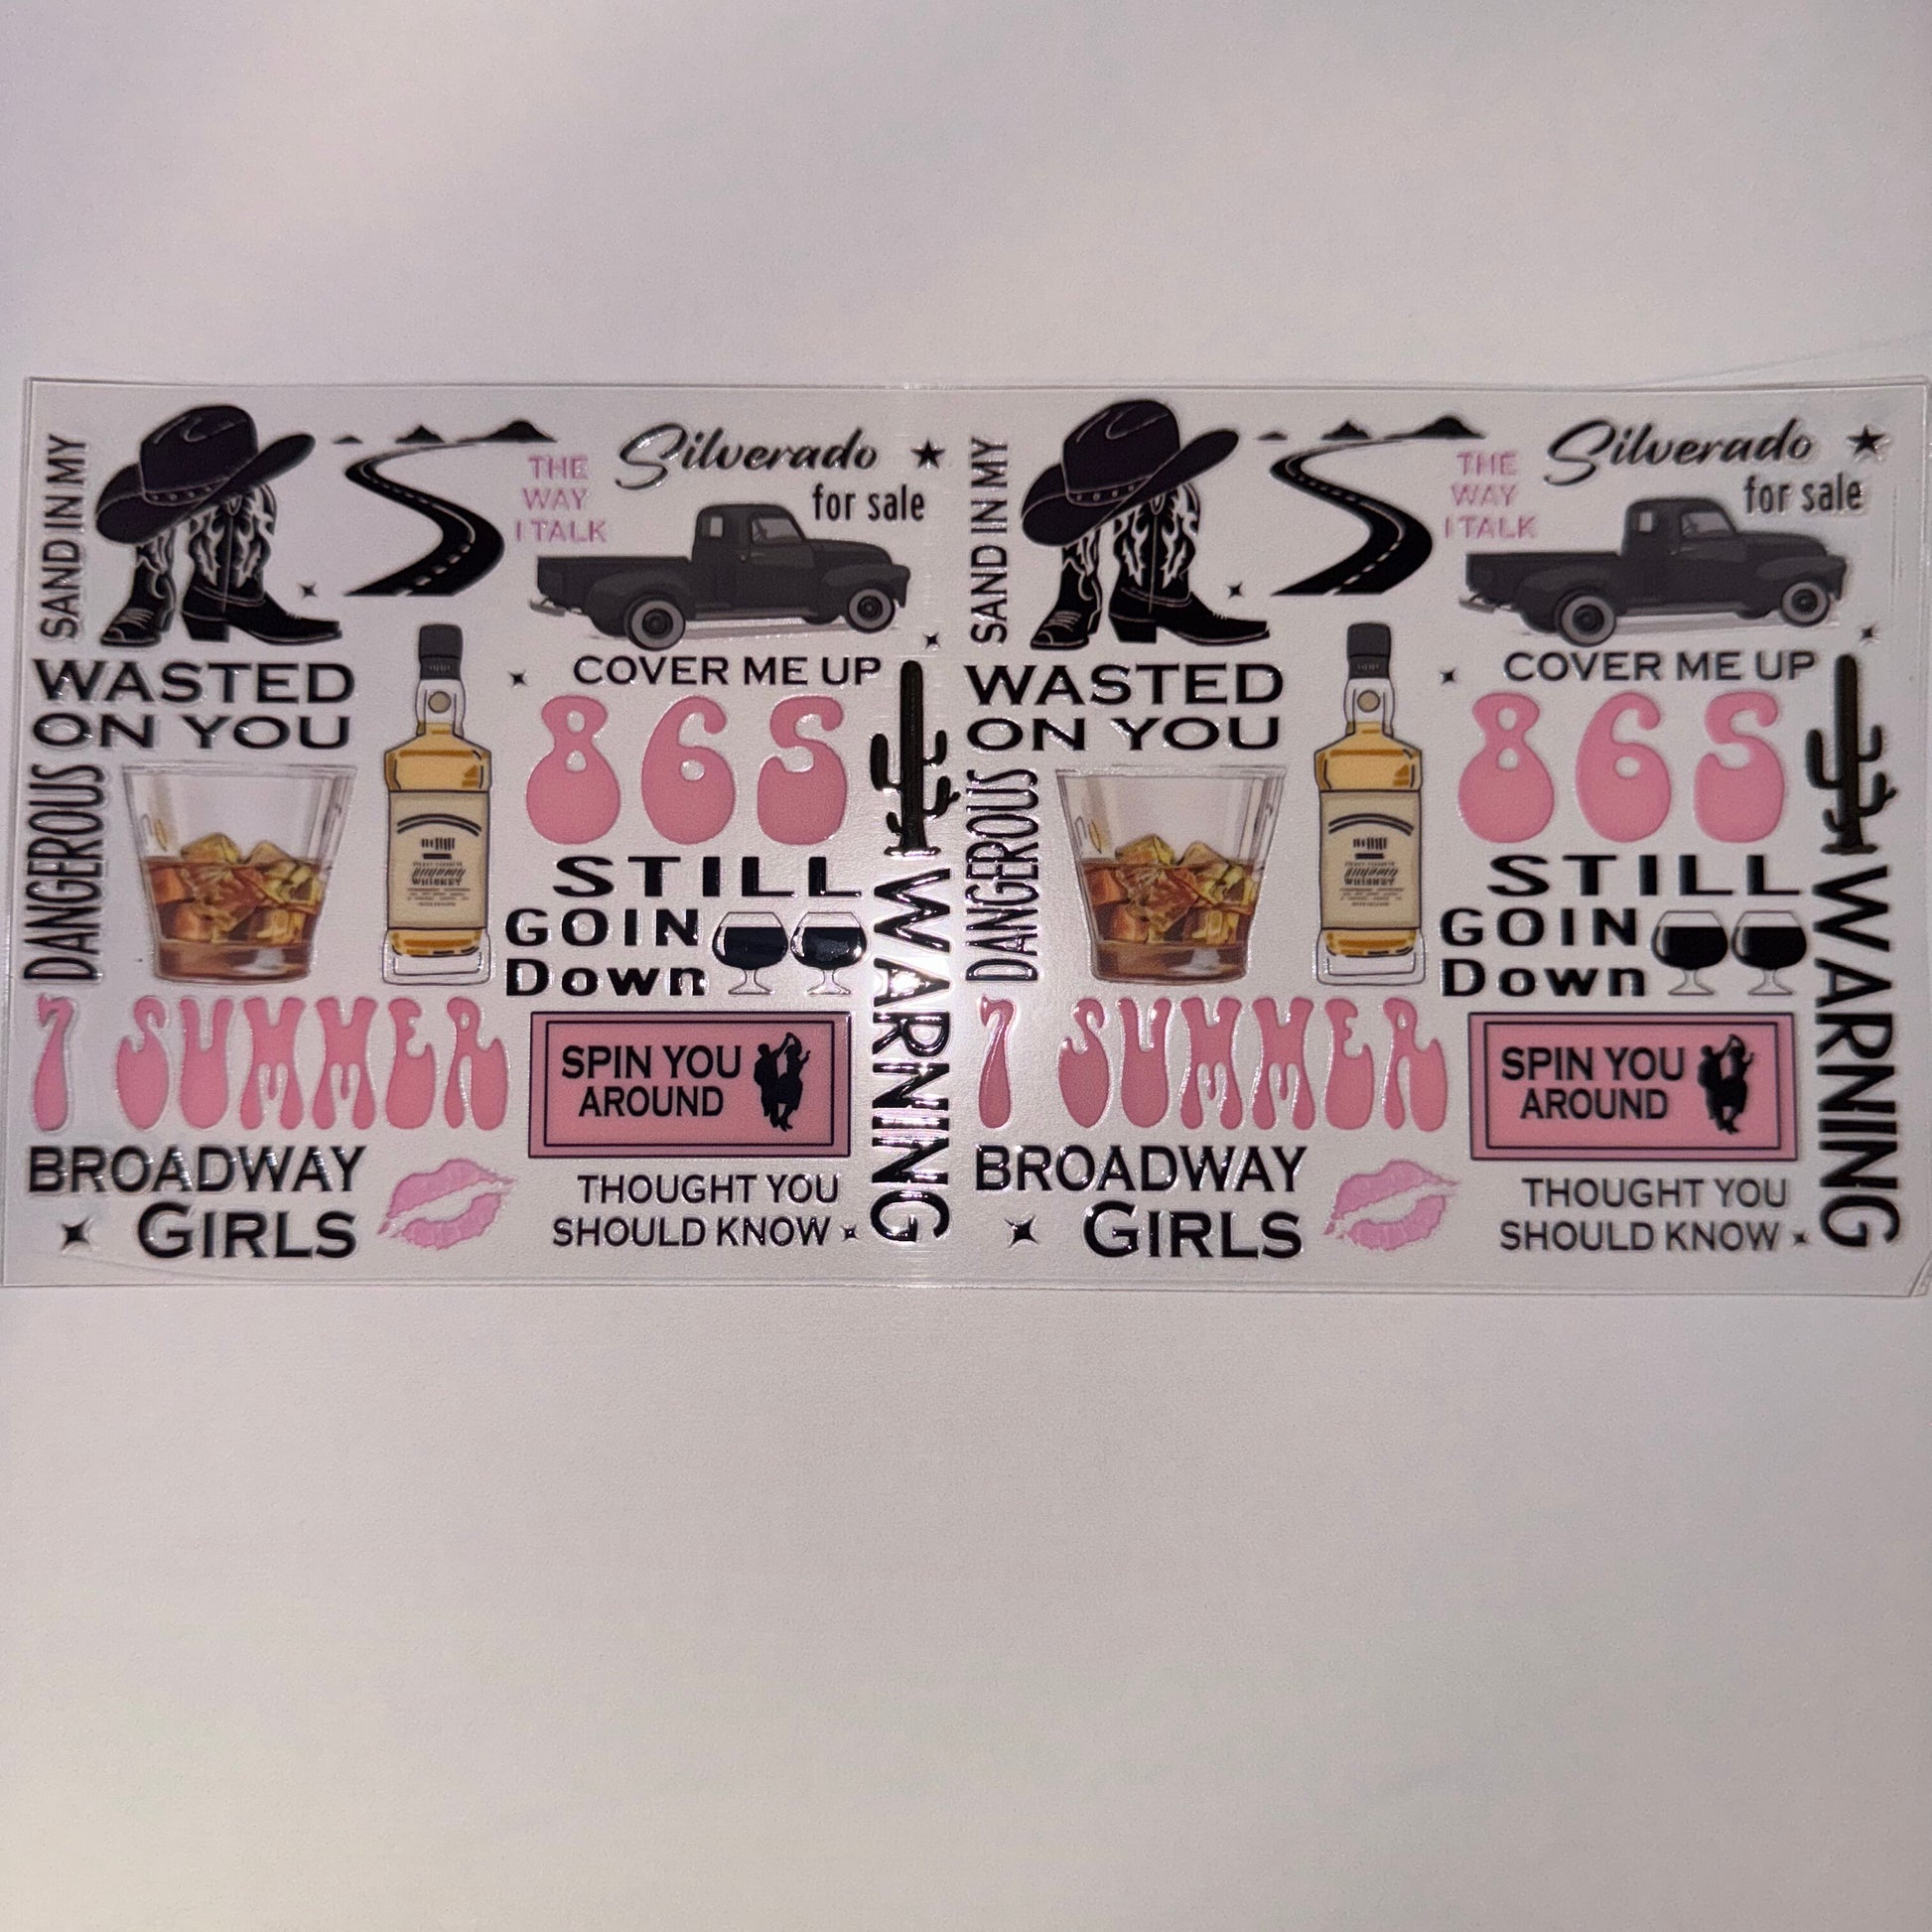 SAND IN MY
THE
WAY
I TALK
Silverado
for sale
WASTED
ON YOU
COVER ME UP
865
DANGEROUS
WHISKEY
STILL
GOIN
Down
WARNING
7 SUMMER
SPIN YOU
AROUND
BROADWAY
GIRLS
THOUGHT YOU
SHOULD KNOW
SAND IN MY
THE
WAY
I TALK
Silverado
for sale
WASTED
ON YOU
COVER ME UP
865
DANGEROUS
WHISKEY
STILL
GOIN
Down
WARNING
7 SUMMER
SPIN YOU
AROUND
BROADWAY
GIRLS
THOUGHT YOU
SHOULD KNOW